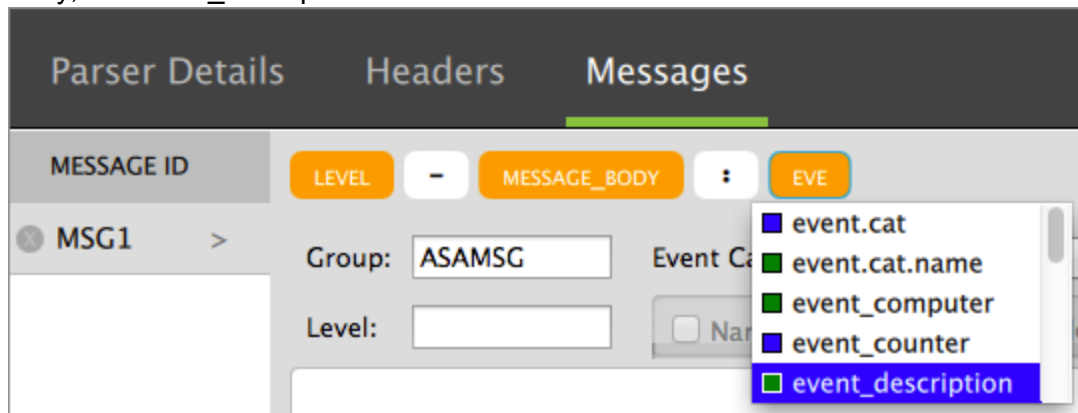 Parser Details Headers Messages
MESSAGE ID LEVEL - MESSAGE_BODY : EVE
MSG1 >
Group: ASAMSG Event Ca
Level: Nar
event.cat
event.cat.name
event_computer
event_counter
event_description